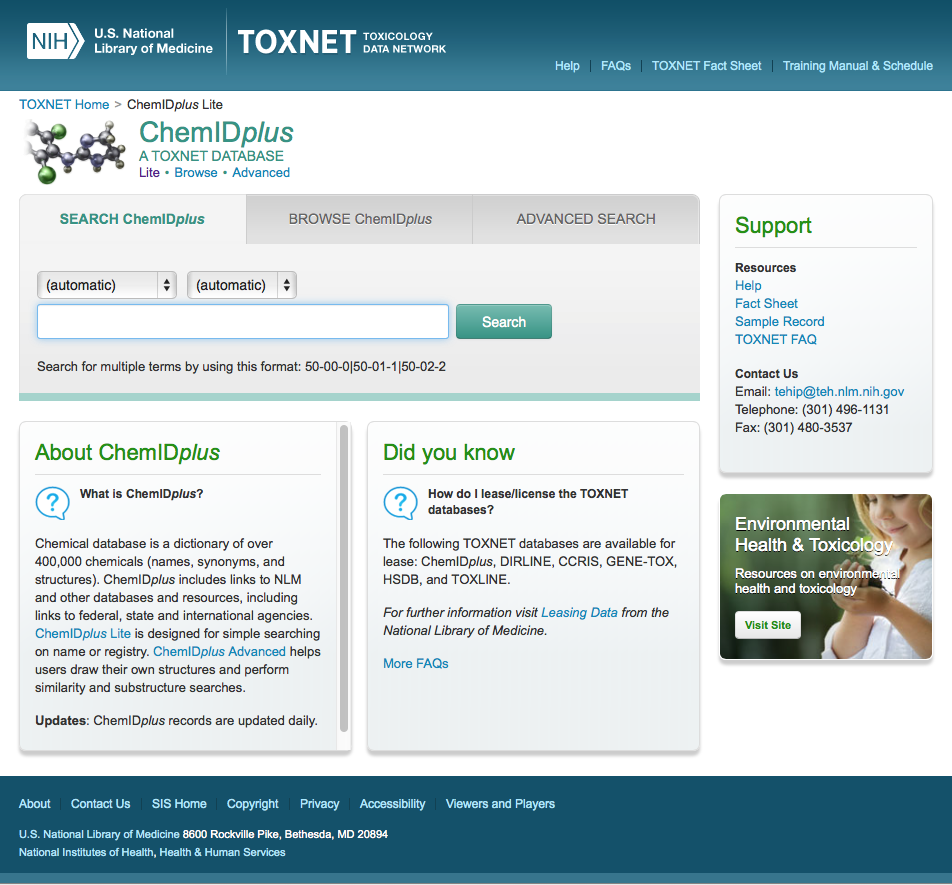 NIH U.S. National
Library of Medicine
TOXNET TOXICOLOGY
DATA NETWORK
Help FAQs TOXNET Fact Sheet Training Manual & Schedule
TOXNET Home > ChemIDplus Lite
ChemIDplus
A TOXNET DATABASE
Lite • Browse • Advanced
SEARCH ChemIDplus BROWSE ChemIDplus ADVANCED SEARCH
(automatic) (automatic)
Search
Search for multiple terms by using this format: 50-00-0|50-01-1|50-02-2
Support
Resources
Help
Fact Sheet
Sample Record
TOXNET FAQ
Contact Us
Email: tehip@teh.nlm.nih.gov
Telephone: (301) 496-1131
Fax: (301) 480-3537
About ChemIDplus
? What is ChemIDplus?
Chemical database is a dictionary of over
400,000 chemicals (names, synonyms, and
structures). ChemIDplus includes links to NLM
and other databases and resources, including
links to federal, state and international agencies.
ChemIDplus Lite is designed for simple searching
on name or registry. ChemIDplus Advanced helps
users draw their own structures and perform
similarity and substructure searches.
Updates: ChemIDplus records are updated daily.
Did you know
? How do I lease/license the TOXNET
databases?
The following TOXNET databases are available for
lease: ChemIDplus, DIRLINE, CCRIS, GENE-TOX,
HSDB, and TOXLINE.
For further information visit Leasing Data from the
National Library of Medicine.
More FAQs
Environmental
Health & Toxicology
Resources on environmental
health and toxicology
Visit Site
About Contact Us SIS Home Copyright Privacy Accessibility Viewers and Players
U.S. National Library of Medicine 8600 Rockville Pike, Bethesda, MD 20894
National Institutes of Health, Health & Human Services